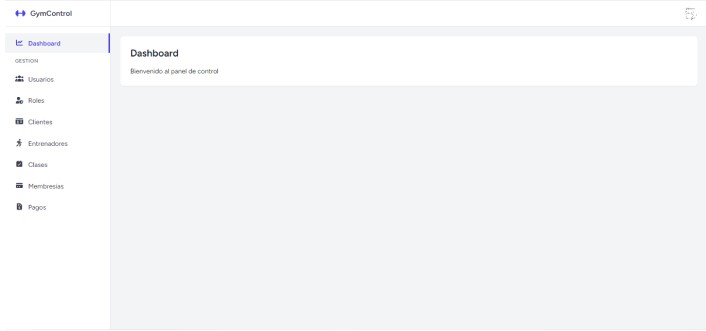 GymControl
Dashboard
GESTION
Usuarios
Roles
Clientes
Entrenadores
Clases
Membresias
Pagos
Dashboard
Bienvenido al panel de control